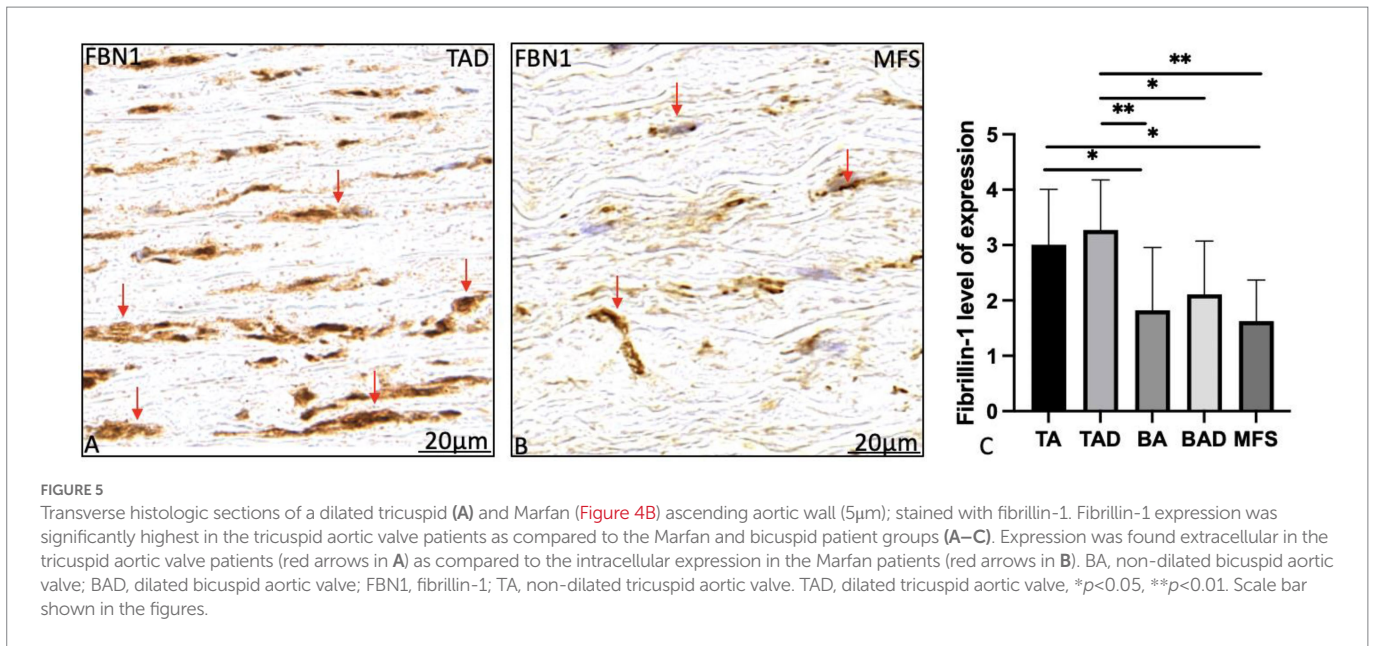 FBN1 TAD
A 20μm
FBN1 MFS
B 20μm
**
*
**
*
*
Fibrillin-1 level of expression
5
4
3
2
1
0
TA TAD BA BAD MFS
C
FIGURE 5
Transverse histologic sections of a dilated tricuspid (A) and Marfan (Figure 4B) ascending aortic wall (5μm); stained with fibrillin-1. Fibrillin-1 expression was
significantly highest in the tricuspid aortic valve patients as compared to the Marfan and bicuspid patient groups (A–C). Expression was found extracellular in the
tricuspid aortic valve patients (red arrows in A) as compared to the intracellular expression in the Marfan patients (red arrows in B). BA, non-dilated bicuspid aortic
valve; BAD, dilated bicuspid aortic valve; FBN1, fibrillin-1; TA, non-dilated tricuspid aortic valve. TAD, dilated tricuspid aortic valve, *p<0.05, **p<0.01. Scale bar
shown in the figures.